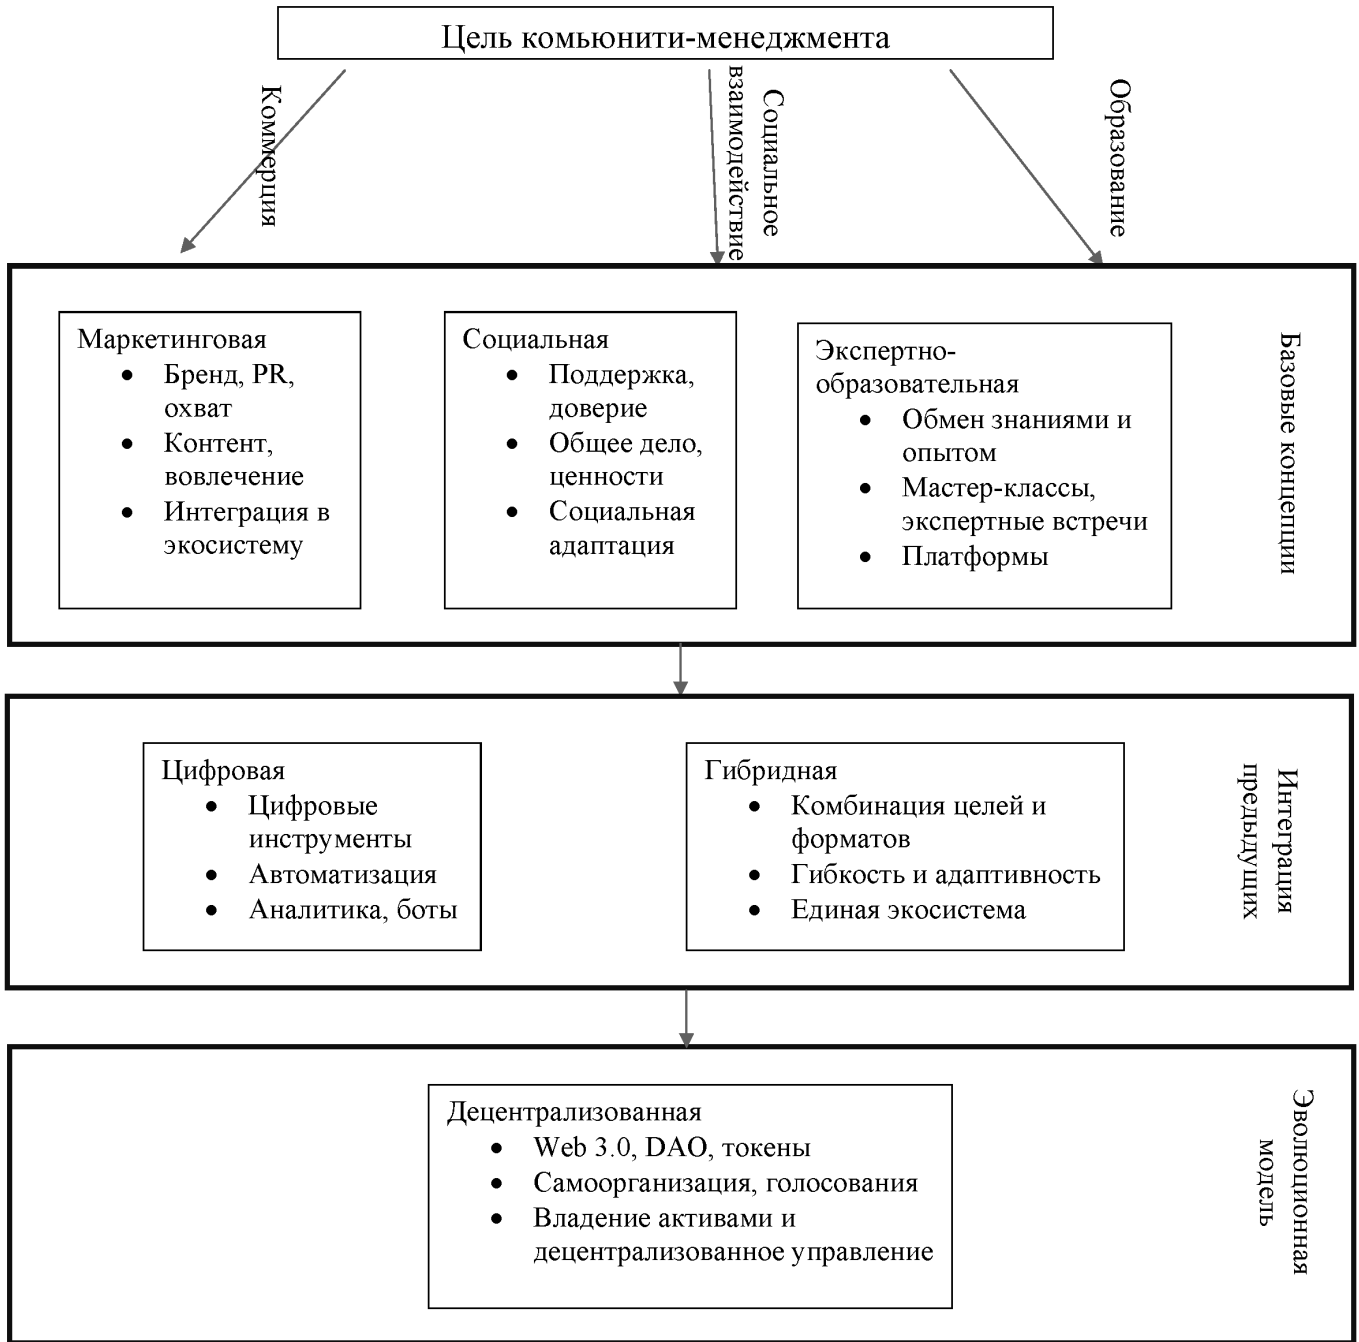 Цель комьюнити-менеджмента
Коммерция
Социальное
взаимодействие
Образование
Маркетинговая
• Бренд, PR,
охват
• Контент,
вовлечение
• Интеграция в
экосистему
Социальная
• Поддержка,
доверие
• Общее дело,
ценности
• Социальная
адаптация
Экспертно-
образовательная
• Обмен знаниями и
опытом
• Мастер-классы,
экспертные встречи
• Платформы
Базовые концепции
Цифровая
• Цифровые
инструменты
• Автоматизация
• Аналитика, боты
Гибридная
• Комбинация целей и
форматов
• Гибкость и адаптивность
• Единая экосистема
Интеграция
предыдущих
Децентрализованная
• Web 3.0, DAO, токены
• Самоорганизация, голосования
• Владение активами и
децентрализованное управление
Эволюционная
модель